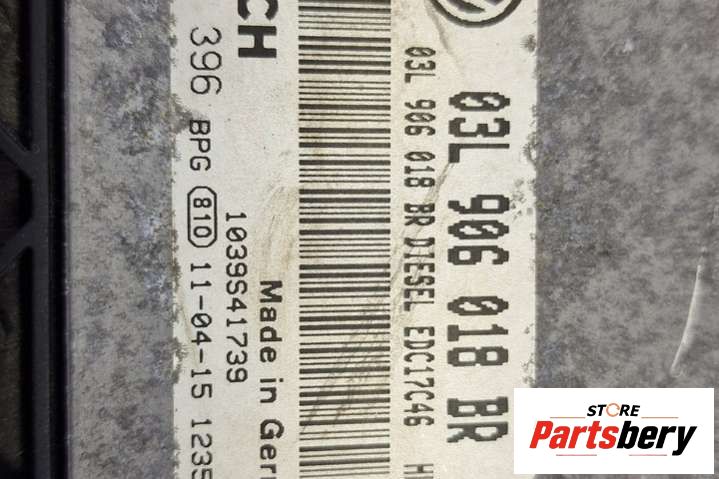 03L 906 018 BR
03L 906 018 BR DIESEL EDC17C46
CH
Made in Ger
1039S41739
396 BPG 810 11-04-15 1235
STORE
Partsbery